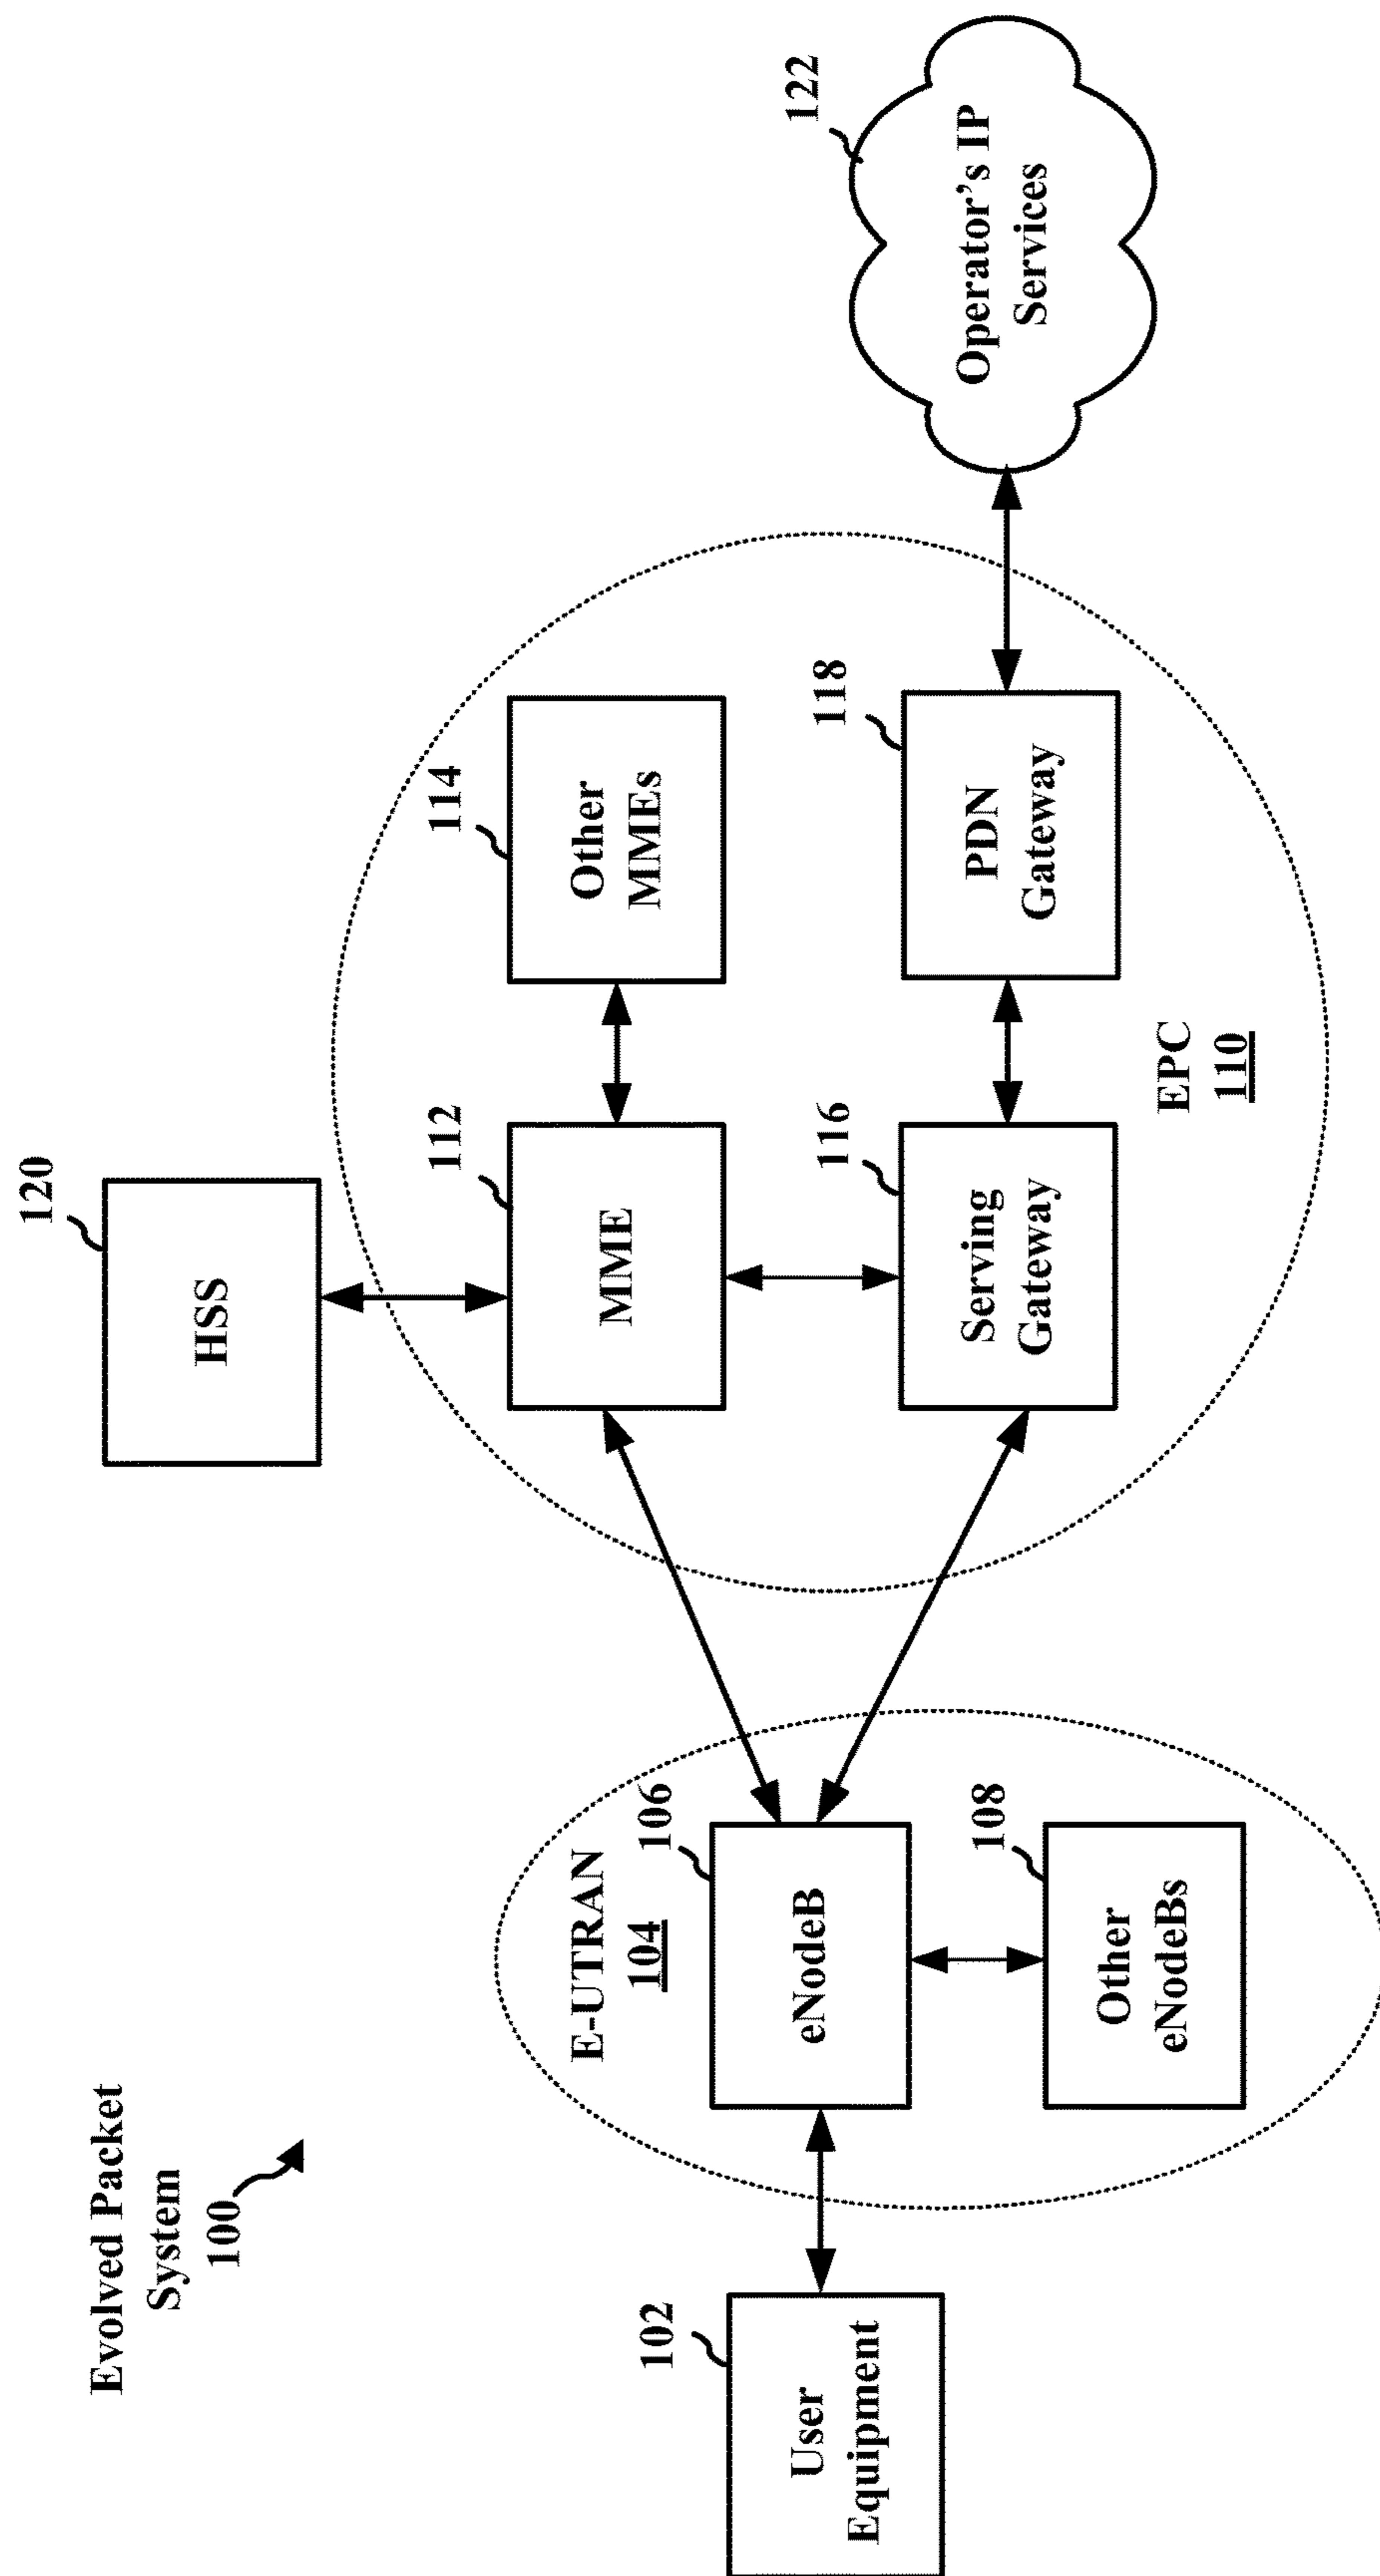 Evolved Packet
System
100
120
HSS
112
MME
114
Other
MMEs
122
Operator's IP
Services
E-UTRAN
104
106
eNodeB
102
User
Equipment
116
Serving
Gateway
118
PDN
Gateway
108
Other
eNodeBs
EPC
110